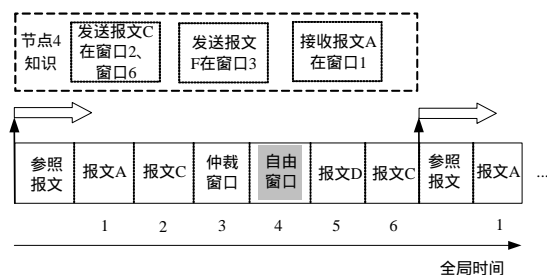 节点4
知识
发送报文C
在窗口2、
窗口6
发送报文
F在窗口3
接收报文A
在窗口1
参照
报文
报文A
报文C
仲裁
窗口
自由
窗口
报文D
报文C
参照
报文
报文A
...
1
2
3
4
5
6
1
全局时间